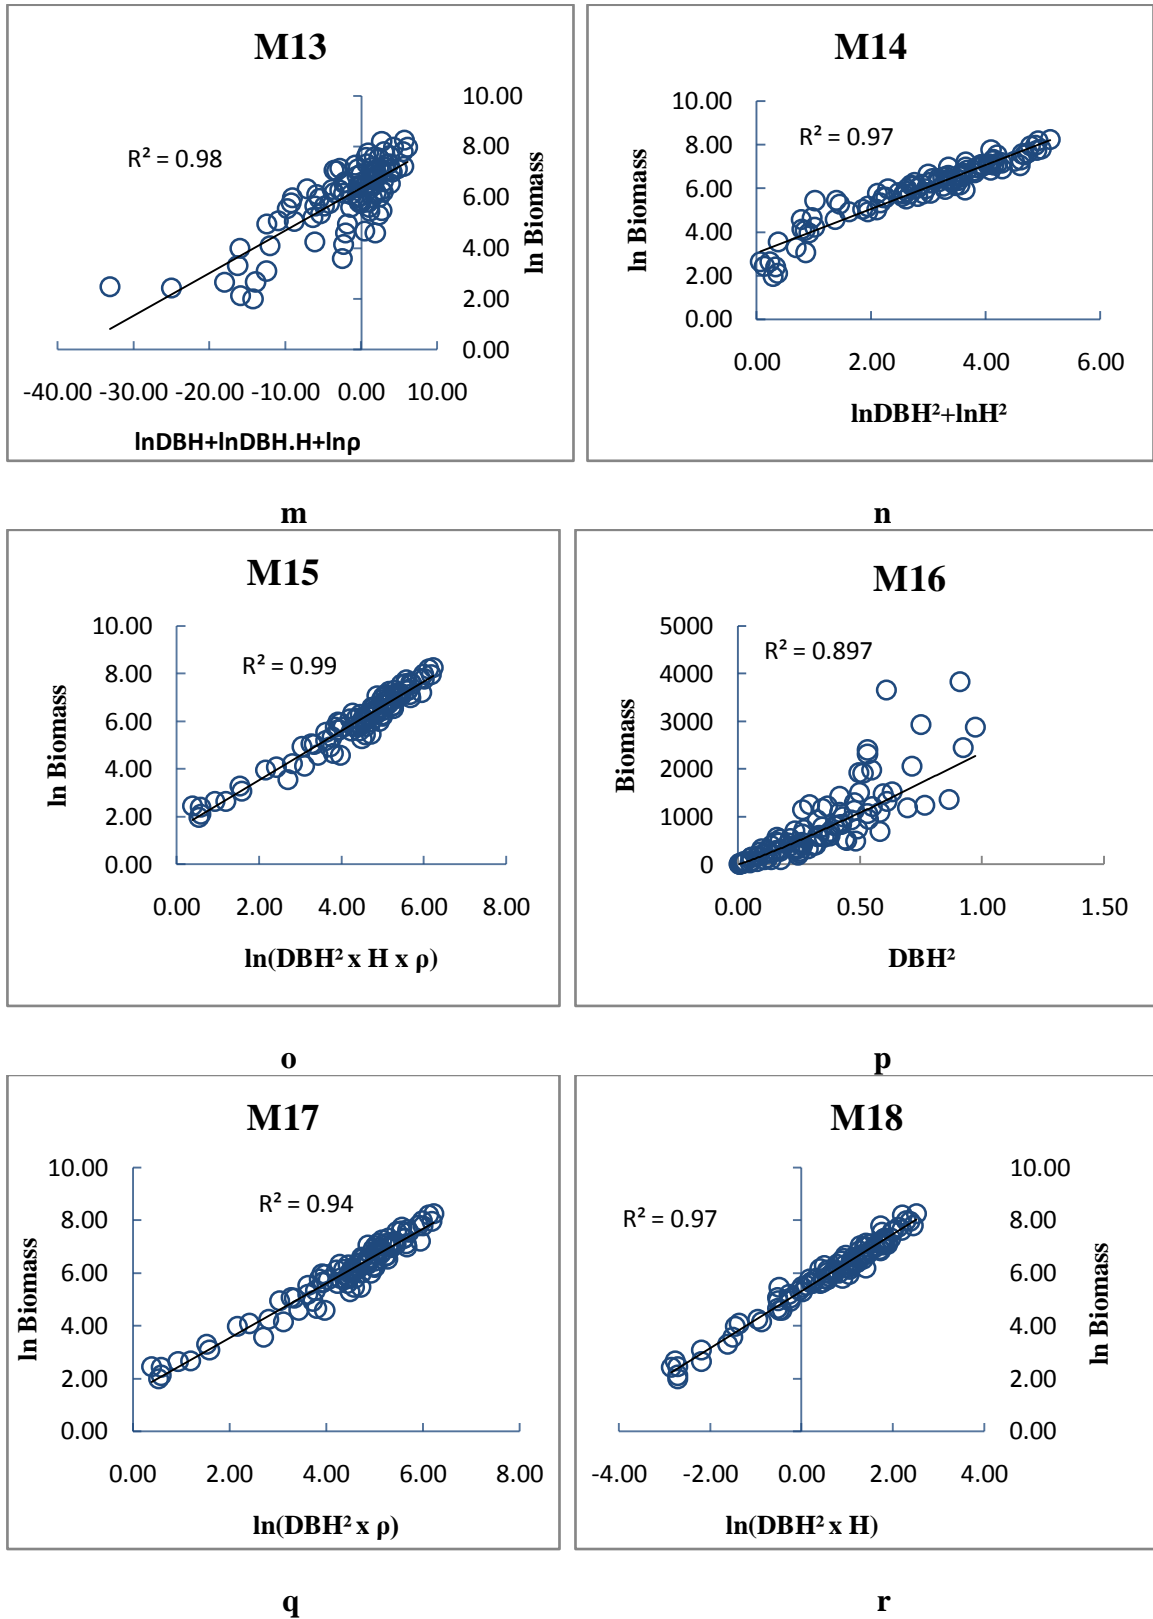 M13
10.00
R² = 0.98
8.00
6.00
4.00
2.00
0.00
ln Biomass
-40.00 -30.00 -20.00 -10.00 0.00 10.00
lnDBH+lnDBH.H+lnρ
m
M14
10.00
R² = 0.97
8.00
6.00
4.00
2.00
0.00
ln Biomass
0.00 2.00 4.00 6.00
lnDBH²+lnH²
n
M15
10.00
R² = 0.99
8.00
6.00
4.00
2.00
0.00
ln Biomass
0.00 2.00 4.00 6.00 8.00
ln(DBH² x H x ρ)
o
M16
5000
R² = 0.897
4000
3000
2000
1000
0
Biomass
0.00 0.50 1.00 1.50
DBH²
p
M17
10.00
R² = 0.94
8.00
6.00
4.00
2.00
0.00
ln Biomass
0.00 2.00 4.00 6.00 8.00
ln(DBH² x ρ)
q
M18
10.00
R² = 0.97
8.00
6.00
4.00
2.00
0.00
ln Biomass
-4.00 -2.00 0.00 2.00 4.00
ln(DBH² x H)
r